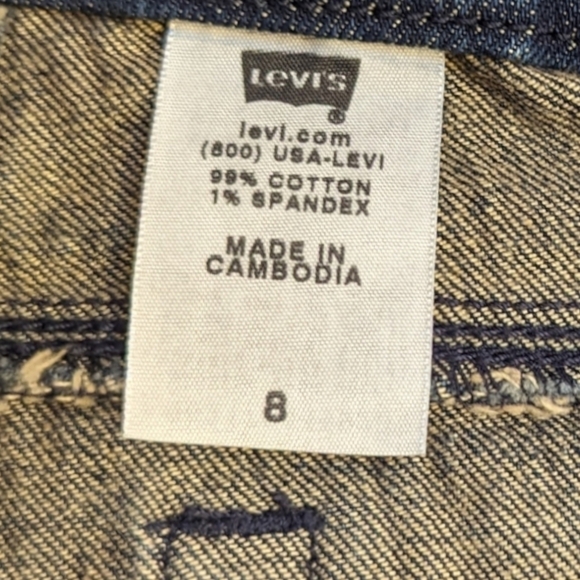 Levi's
®
levi.com
(800) USA-LEVI
99% COTTON
1% SPANDEX
MADE IN
CAMBODIA
8